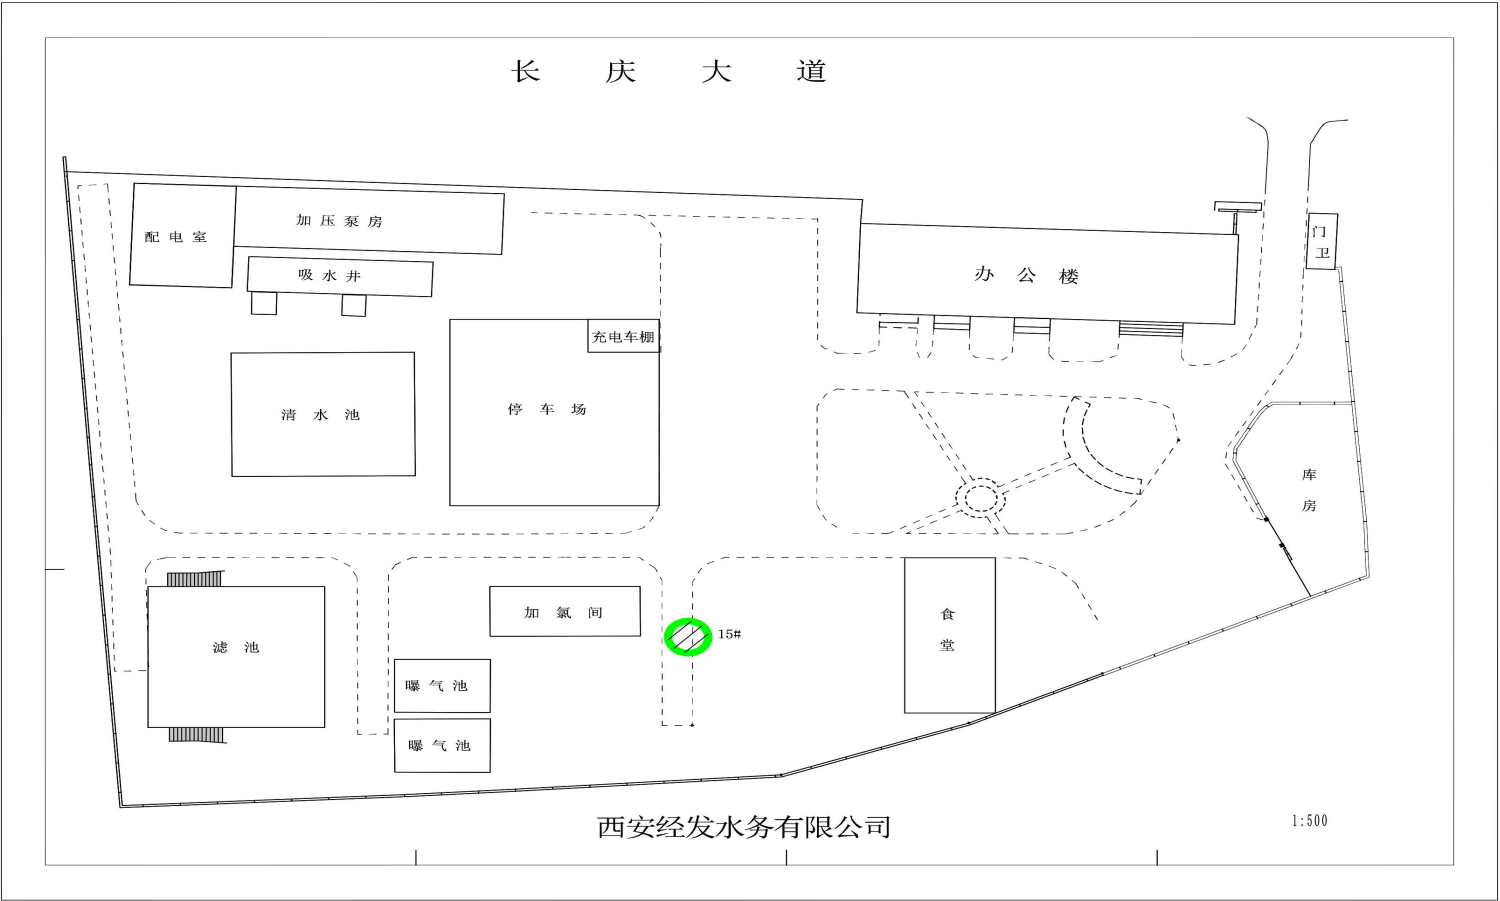 长庆大道
配电室
加压泵房
吸水井
门卫
办公楼
充电车棚
清水池
停车场
库房
加氯间
15#
食堂
滤池
曝气池
曝气池
西安经发水务有限公司
1:500